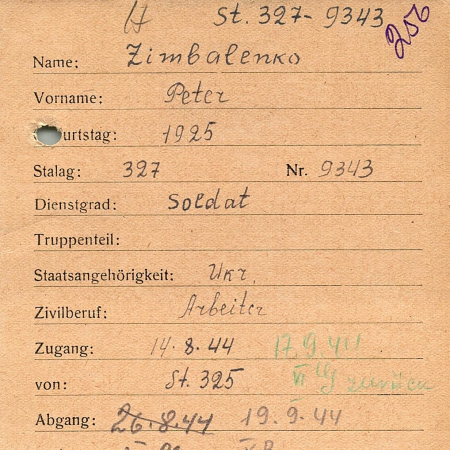 St. 327-9343
Name: Zimbalenko
Vorname: Peter
urtstag: 1925
Stalag: 327 Nr. 9343
Dienstgrad: Soldat
Truppenteil:
Staatsangehörigkeit: Ukr.
Zivilberuf: Arbeiter
Zugang: 14.8.44 17.9.44
von: St. 325 zurück
Abgang: 26.8.44 19.9.44